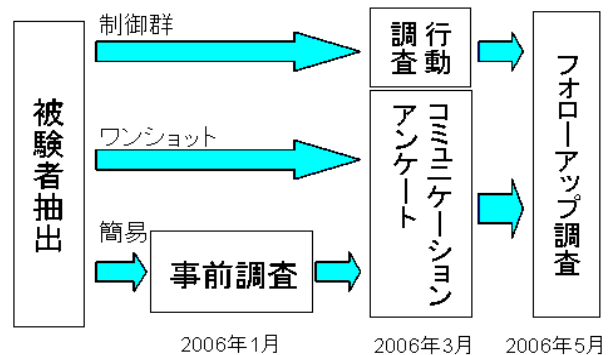 被験者抽出
制御群
ワンショット
簡易
事前調査
行動
調査
コミュニケーション
アンケート
フォローアップ調査
2006年1月
2006年3月
2006年5月